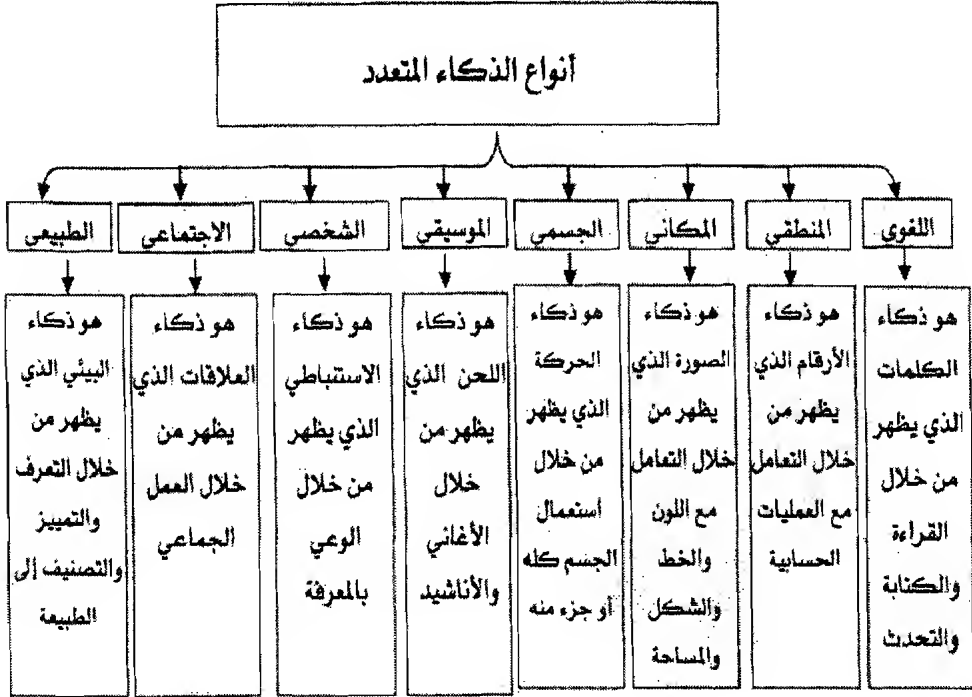 أنواع الذكاء المتعدد
اللغوي
المنطقي
المكاني
الجسمي
الموسيقي
الشخصي
الاجتماعي
الطبيعي
هو ذكاء
الكلمات
الذي يظهر
من خلال
القراءة
والكتابة
والتحدث
هو ذكاء
الأرقام الذي
يظهر من
خلال التعامل
مع العمليات
الحسابية
هو ذكاء
الصورة الذي
يظهر من
خلال التعامل
مع اللون
والخط
والشكل
والمساحة
هو ذكاء
الحركة
الذي يظهر
من خلال
أستعمال
الجسم كله
أو جزء منه
هو ذكاء
اللحن الذي
يظهر من
خلال
الأغاني
والأناشيد
هو ذكاء
الاستنباطي
الذي يظهر
من خلال
الوعي
بالمعرفة
هو ذكاء
العلاقات الذي
يظهر من
خلال العمل
الجماعي
هو ذكاء
البيئي الذي
يظهر من
خلال التعرف
والتمييز
والتصنيف إلى
الطبيعة